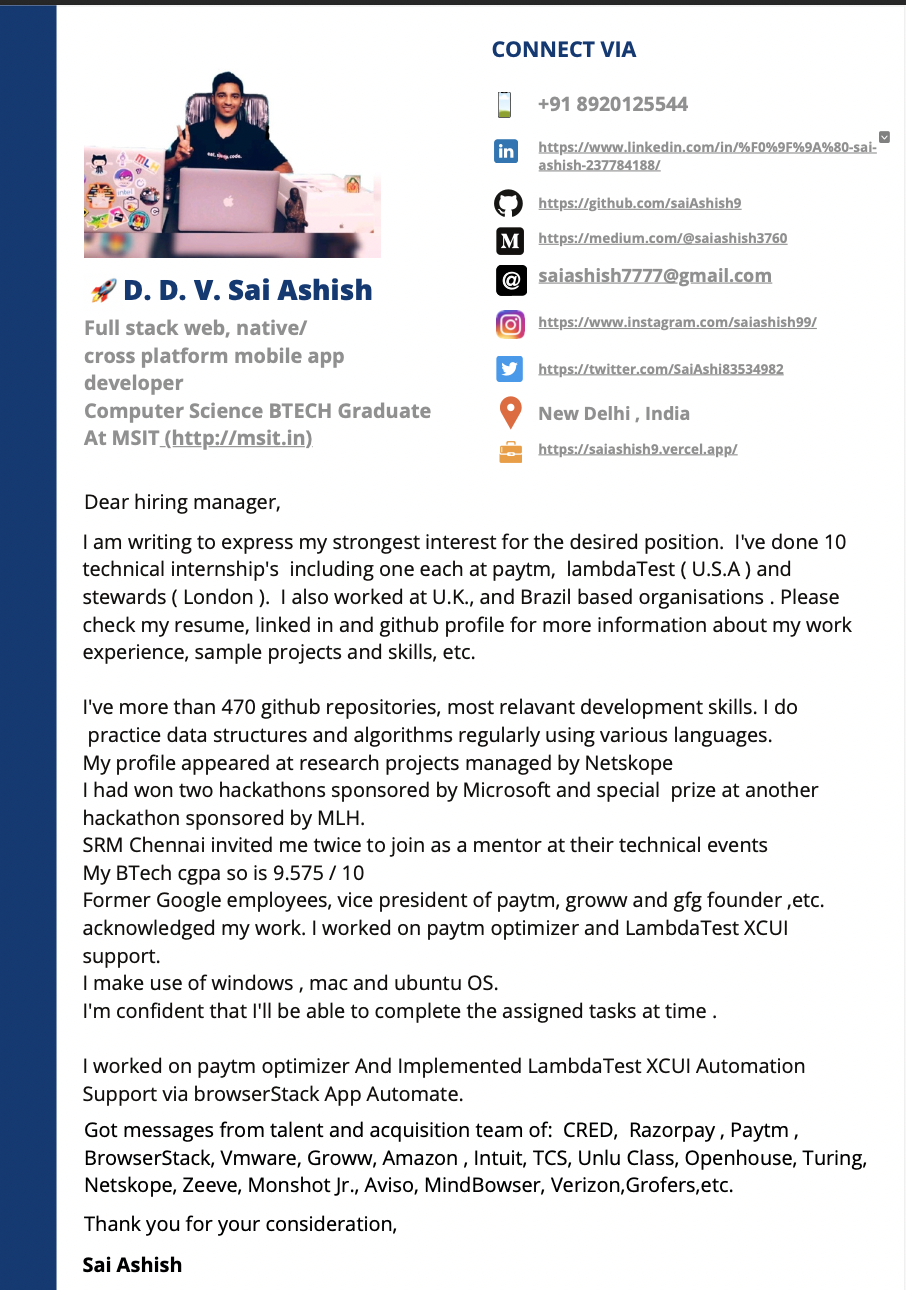 CONNECT VIA
+91 8920125544
https://www.linkedin.com/in/%F0%9F%9A%80-sai-
ashish-237784188/
https://github.com/saiAshish9
https://medium.com/@saiashish3760
saiashish7777@gmail.com
https://www.instagram.com/saiashish99/
https://twitter.com/SaiAshi83534982
New Delhi , India
https://saiashish9.vercel.app/
🚀 D. D. V. Sai Ashish
Full stack web, native/
cross platform mobile app
developer
Computer Science BTECH Graduate
At MSIT (http://msit.in)
Dear hiring manager,
I am writing to express my strongest interest for the desired position.  I've done 10
technical internship's  including one each at paytm,  lambdaTest ( U.S.A ) and
stewards ( London ).  I also worked at U.K., and Brazil based organisations . Please
check my resume, linked in and github profile for more information about my work
experience, sample projects and skills, etc.
I've more than 470 github repositories, most relavant development skills. I do
practice data structures and algorithms regularly using various languages.
My profile appeared at research projects managed by Netskope
I had won two hackathons sponsored by Microsoft and special  prize at another
hackathon sponsored by MLH.
SRM Chennai invited me twice to join as a mentor at their technical events
My BTech cgpa so is 9.575 / 10
Former Google employees, vice president of paytm, groww and gfg founder ,etc.
acknowledged my work. I worked on paytm optimizer and LambdaTest XCUI
support.
I make use of windows , mac and ubuntu OS.
I'm confident that I'll be able to complete the assigned tasks at time .
I worked on paytm optimizer And Implemented LambdaTest XCUI Automation
Support via browserStack App Automate.
Got messages from talent and acquisition team of:  CRED,  Razorpay , Paytm ,
BrowserStack, Vmware, Groww, Amazon , Intuit, TCS, Unlu Class, Openhouse, Turing,
Netskope, Zeeve, Monshot Jr., Aviso, MindBowser, Verizon,Grofers,etc.
Thank you for your consideration,
Sai Ashish